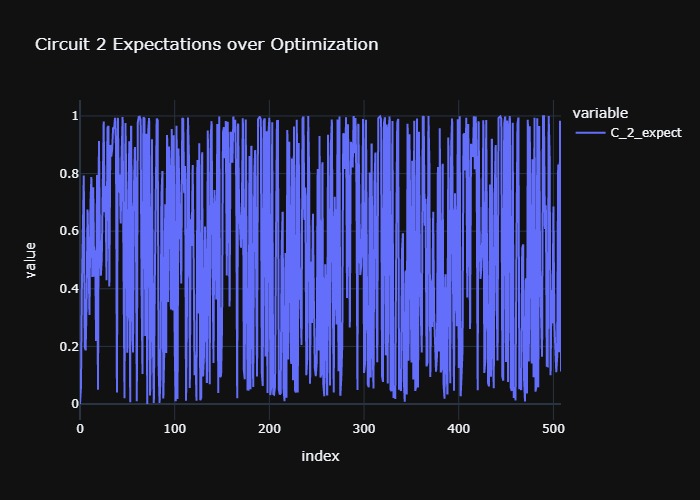 Circuit 2 Expectations over Optimization
variable
C_2_expect
1
0.8
0.6
0.4
0.2
0
value
0
100
200
300
400
500
index